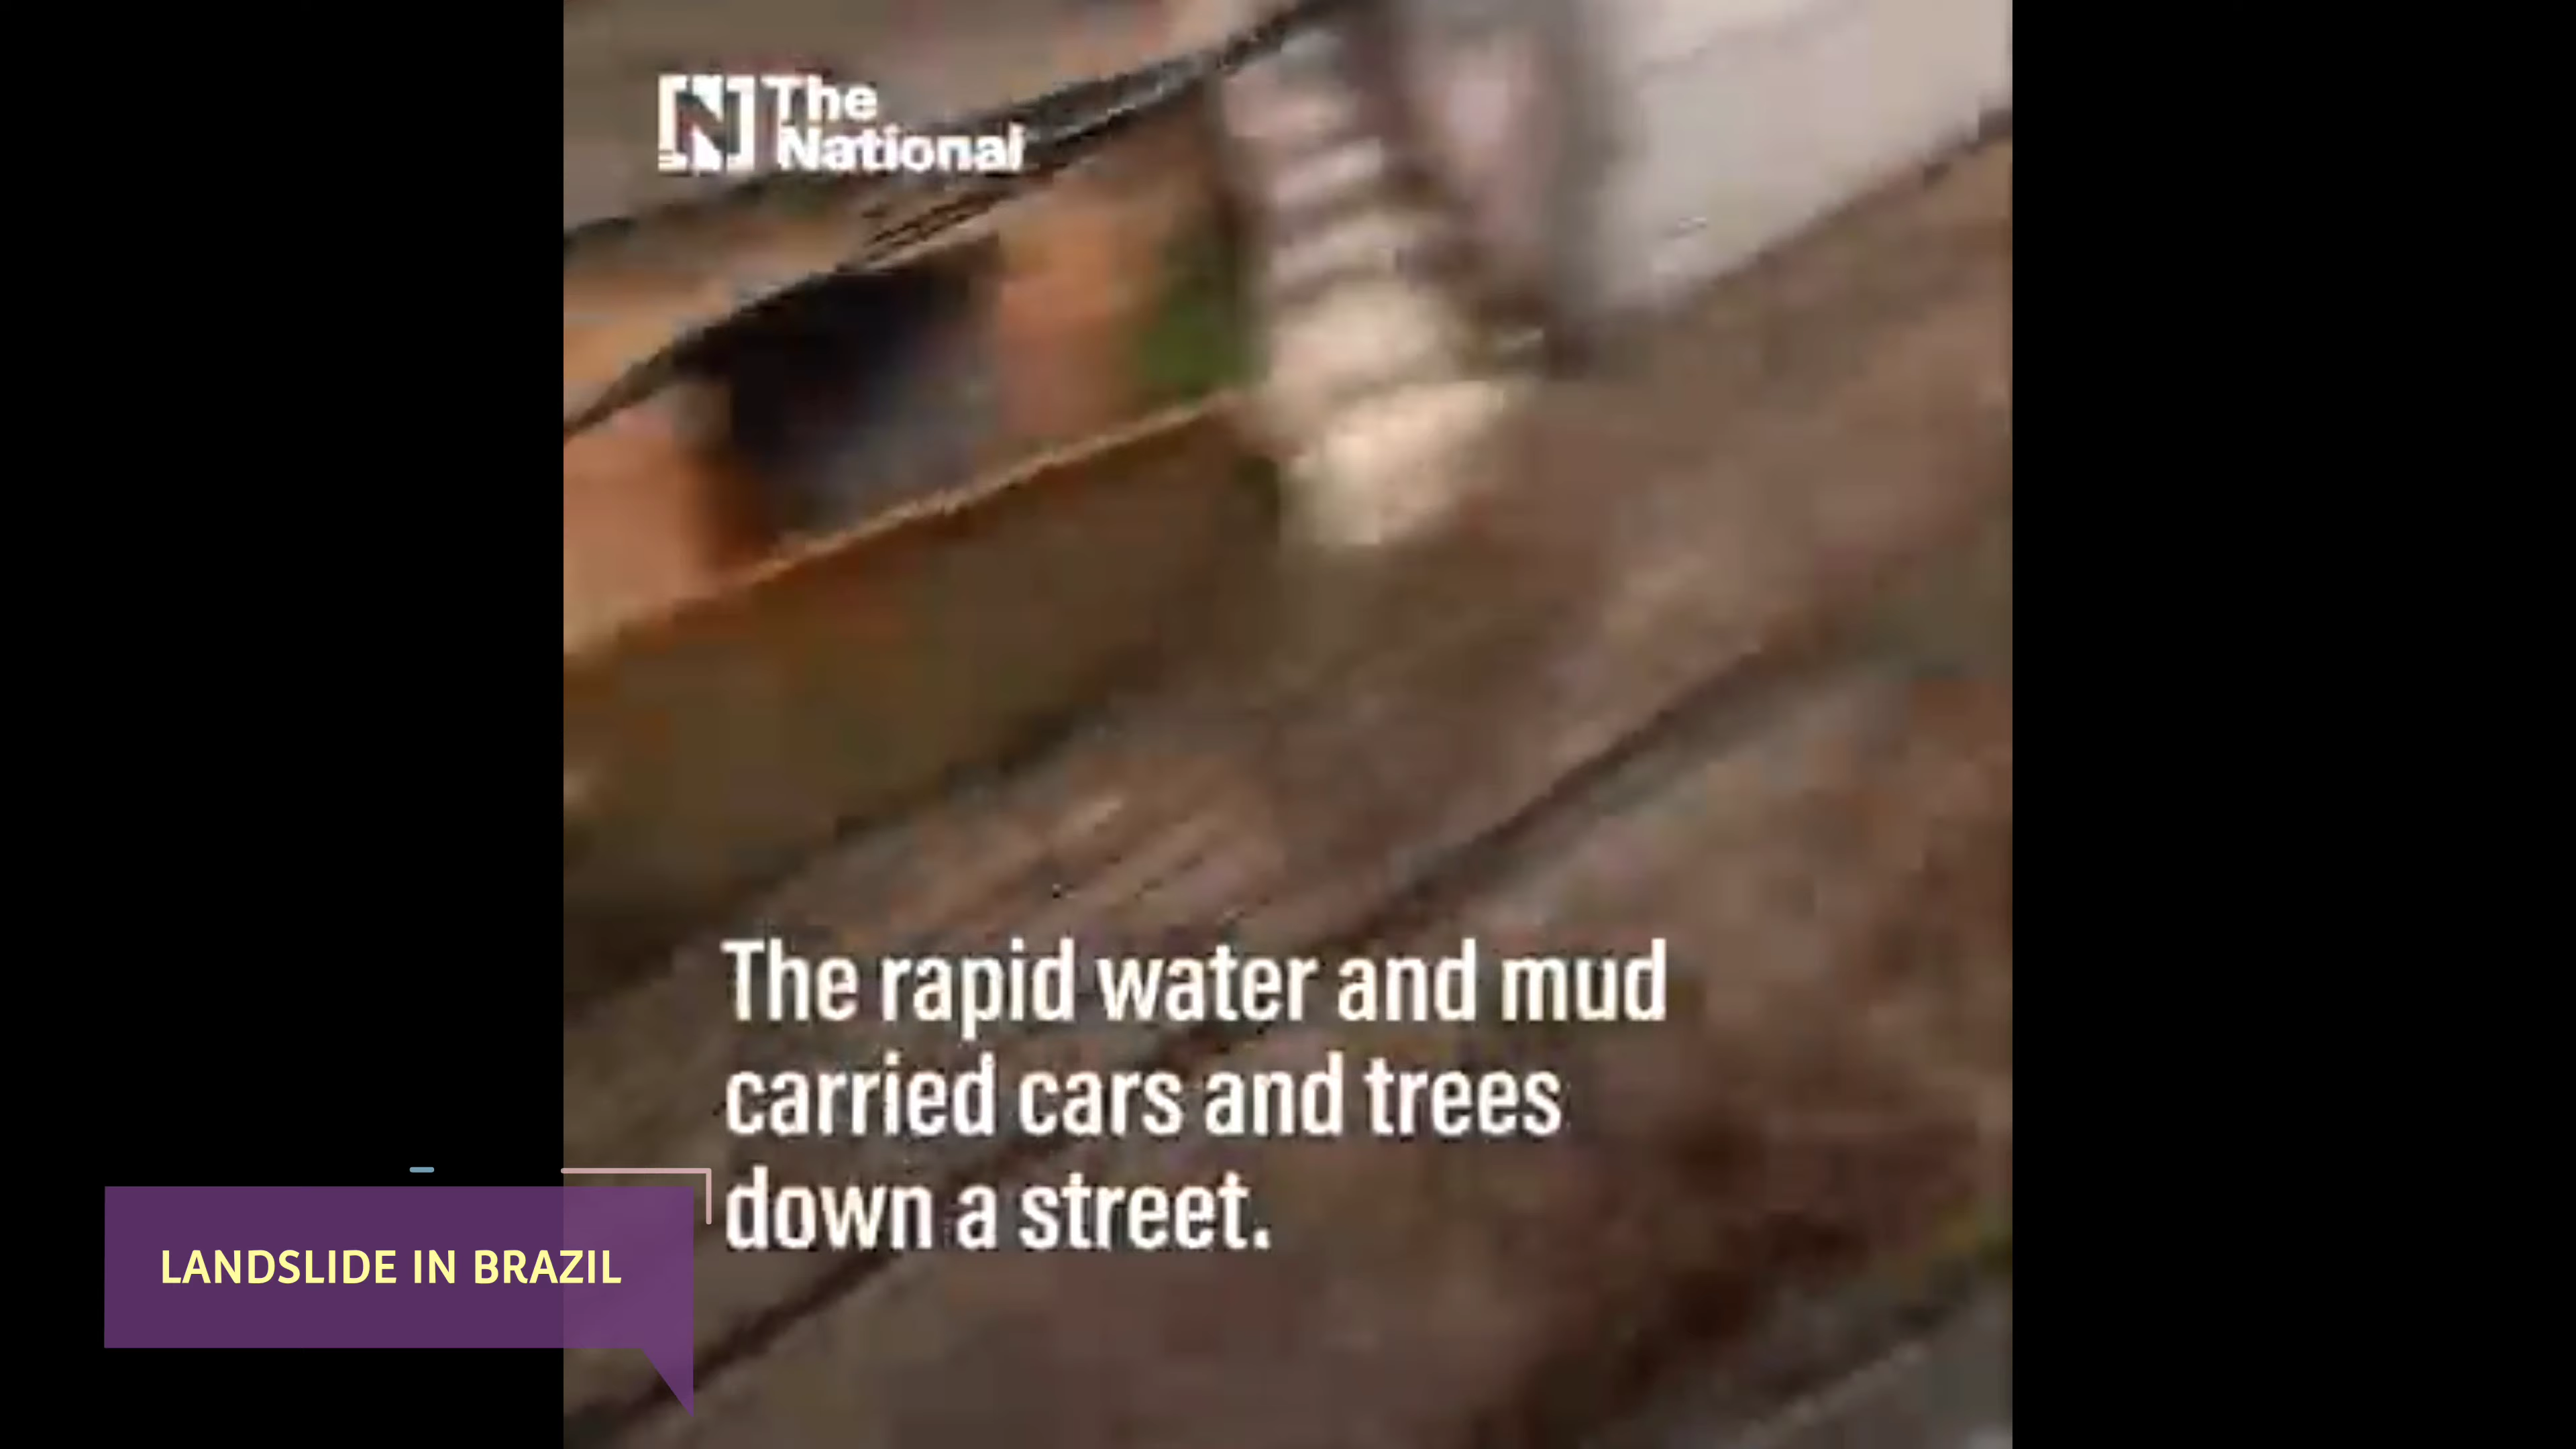 The
National
The rapid water and mud
carried cars and trees
down a street.
LANDSLIDE IN BRAZIL